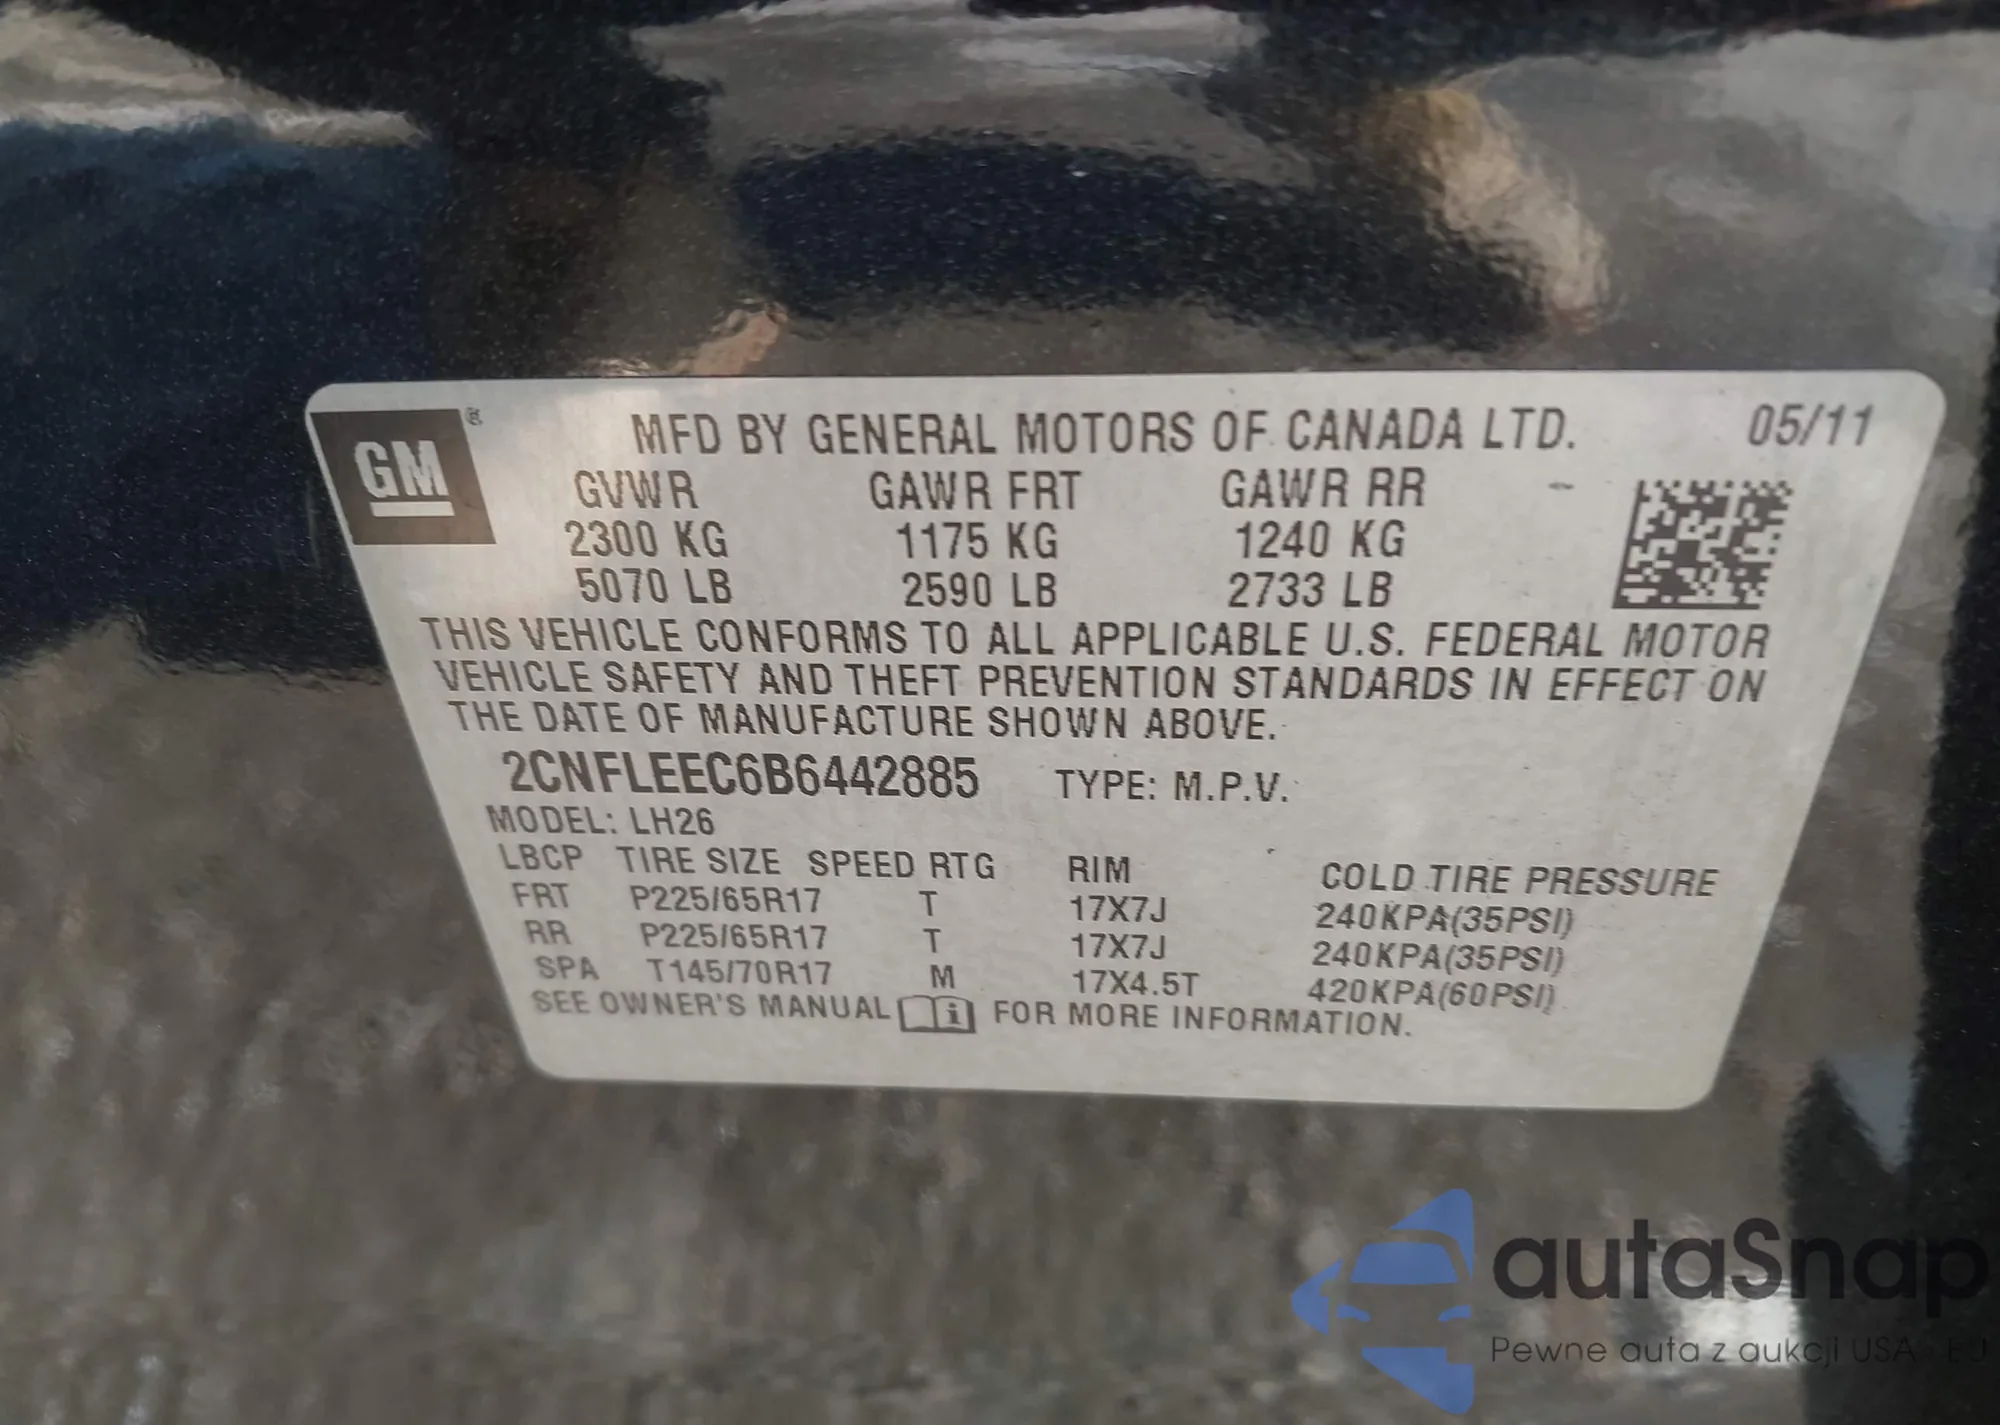 GM ®
MFD BY GENERAL MOTORS OF CANADA LTD. 05/11
GVWR GAWR FRT GAWR RR
2300 KG 1175 KG 1240 KG
5070 LB 2590 LB 2733 LB
THIS VEHICLE CONFORMS TO ALL APPLICABLE U.S. FEDERAL MOTOR
VEHICLE SAFETY AND THEFT PREVENTION STANDARDS IN EFFECT ON
THE DATE OF MANUFACTURE SHOWN ABOVE.
2CNFLEEC6B6442885 TYPE: M.P.V.
MODEL: LH26
LBCP TIRE SIZE SPEED RTG RIM COLD TIRE PRESSURE
FRT P225/65R17 T 17X7J 240KPA(35PSI)
RR P225/65R17 T 17X7J 240KPA(35PSI)
SPA T145/70R17 M 17X4.5T 420KPA(60PSI)
SEE OWNER'S MANUAL i FOR MORE INFORMATION.
autaSnap
Pewne auta z aukcji USA - EU